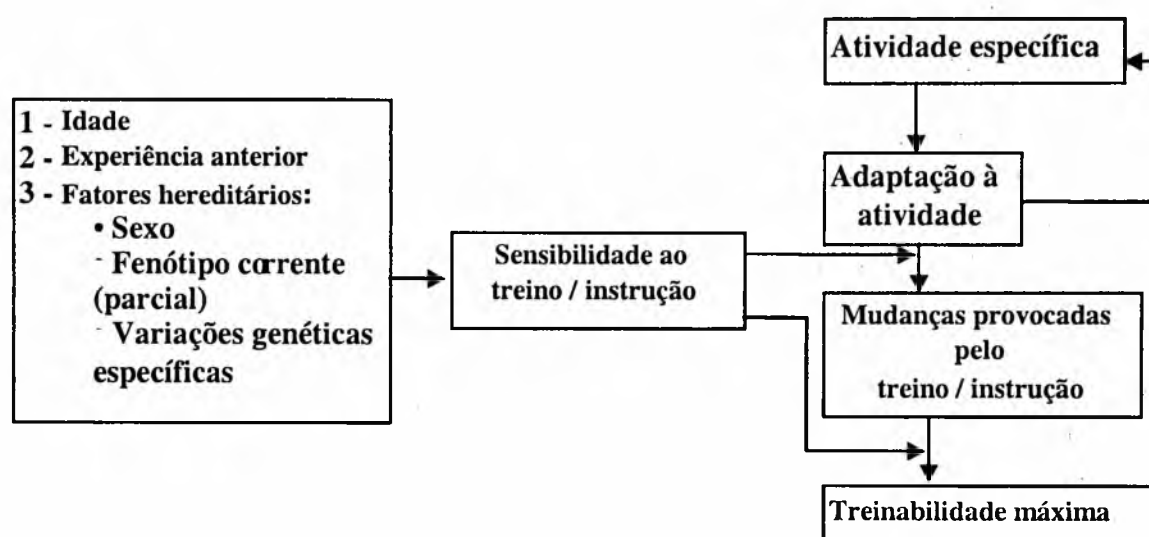 1 - Idade
2 - Experiência anterior
3 - Fatores hereditários:
• Sexo
- Fenótipo corrente
(parcial)
- Variações genéticas
específicas
Sensibilidade ao
treino / instrução
Atividade específica
Adaptação à
atividade
Mudanças provocadas
pelo
treino / instrução
Treinabilidade máxima